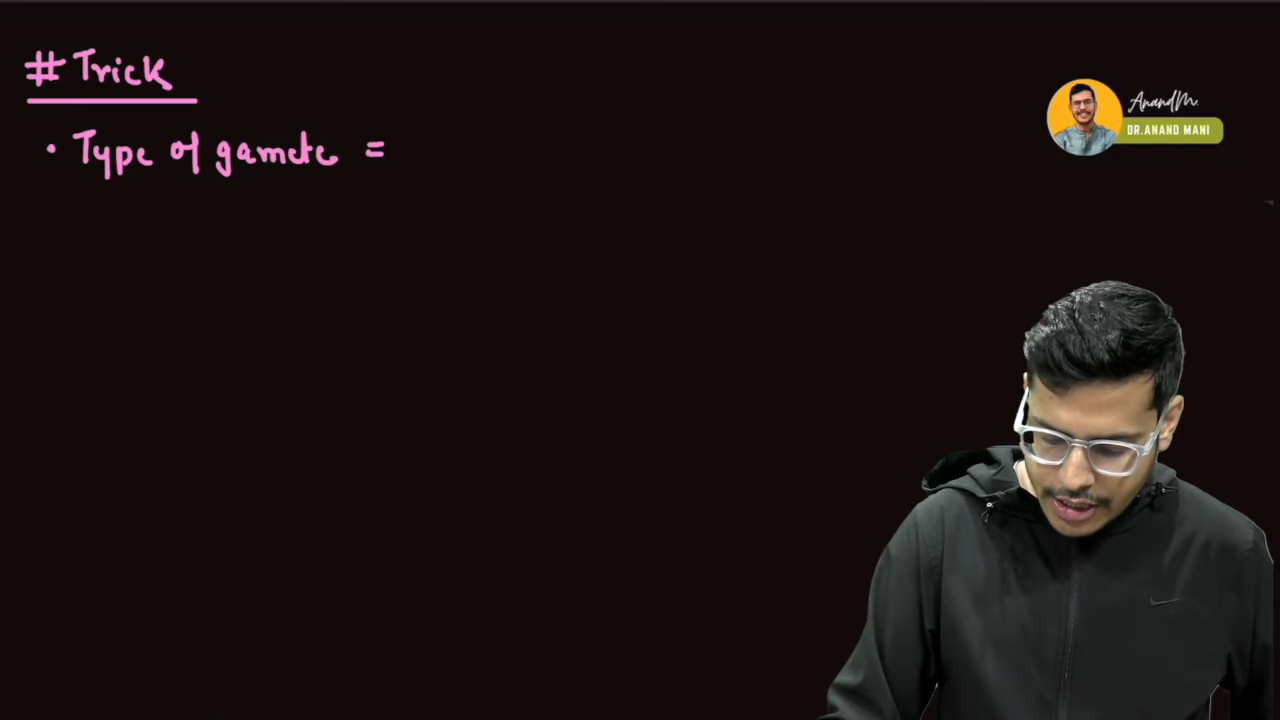 # Trick
• Type of gamete =
AnandM.
DR.ANAND MANI